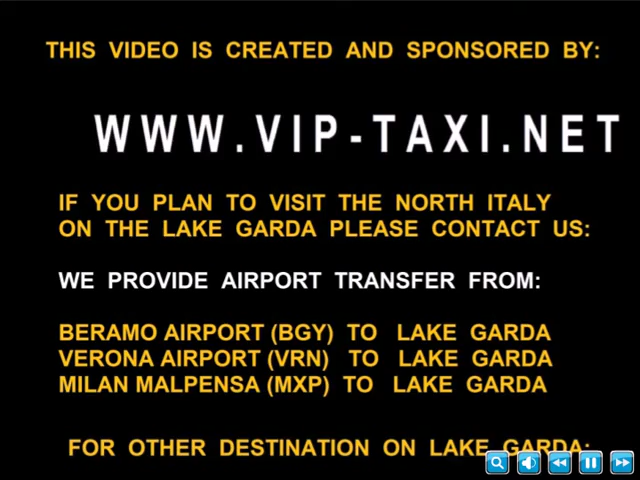 THIS VIDEO IS CREATED AND SPONSORED BY:
WWW.VIP-TAXI.NET
IF YOU PLAN TO VISIT THE NORTH ITALY
ON THE LAKE GARDA PLEASE CONTACT US:
WE PROVIDE AIRPORT TRANSFER FROM:
BERAMO AIRPORT (BGY) TO LAKE GARDA
VERONA AIRPORT (VRN) TO LAKE GARDA
MILAN MALPENSA (MXP) TO LAKE GARDA
FOR OTHER DESTINATION ON LAKE GARDA: